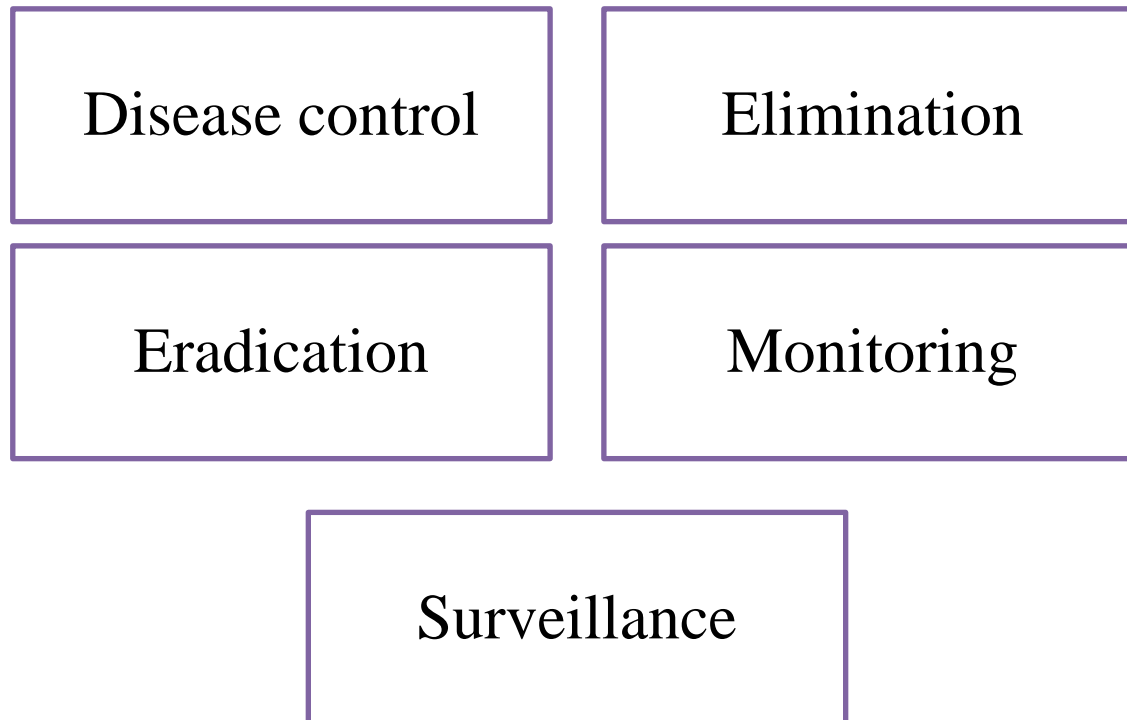 Disease control
Elimination
Eradication
Monitoring
Surveillance